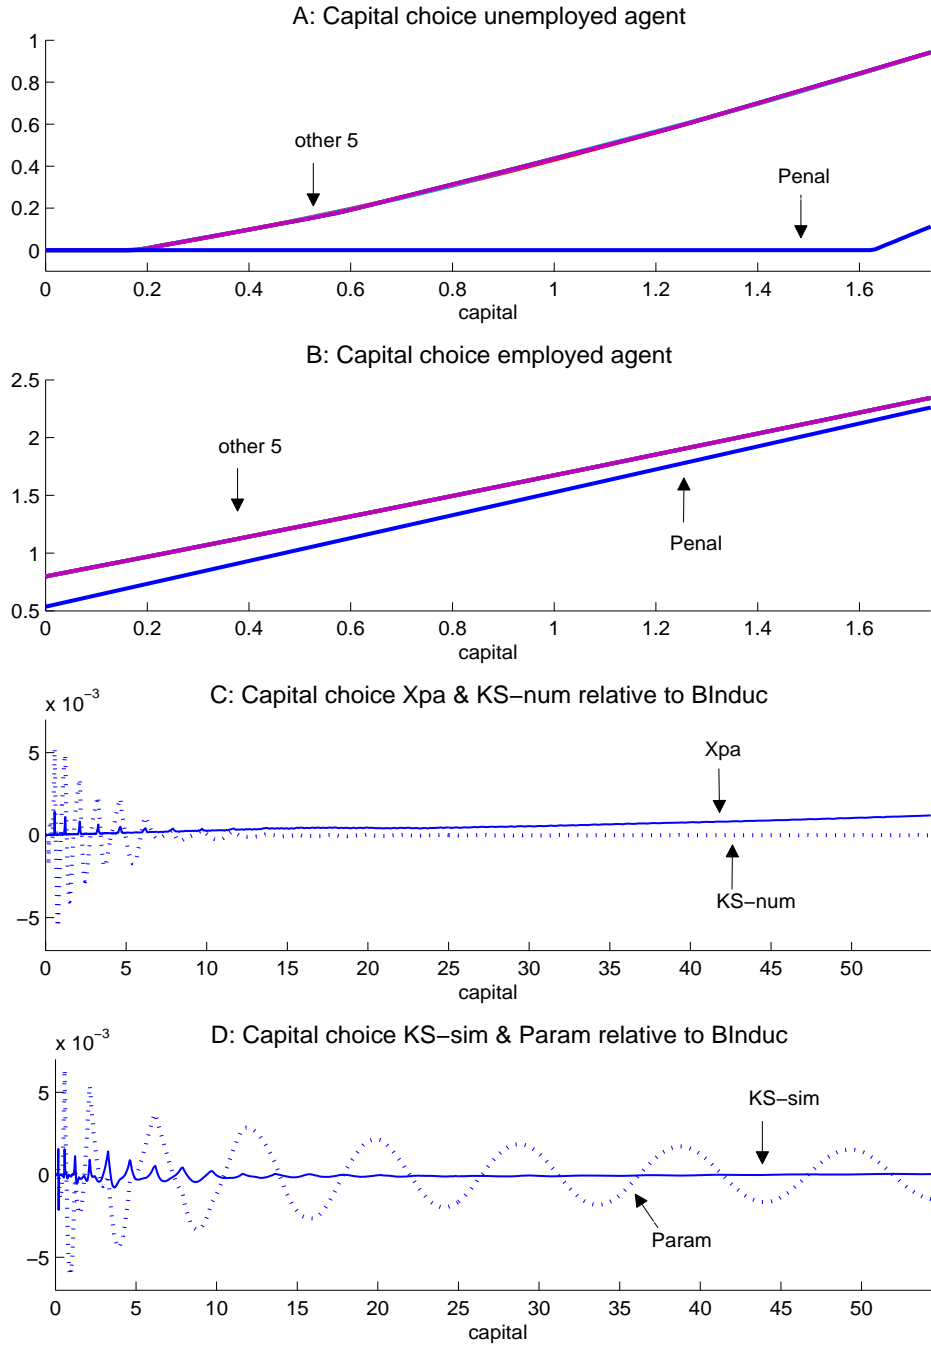 A: Capital choice unemployed agent
1
0.8
0.6
0.4
0.2
0
other 5
Penal
0 0.2 0.4 0.6 0.8 1 1.2 1.4 1.6
capital
B: Capital choice employed agent
2.5
2
1.5
1
0.5
other 5
Penal
0 0.2 0.4 0.6 0.8 1 1.2 1.4 1.6
capital
C: Capital choice Xpa & KS−num relative to BInduc
x 10−3
5
0
−5
Xpa
KS−num
0 5 10 15 20 25 30 35 40 45 50
capital
D: Capital choice KS−sim & Param relative to BInduc
x 10−3
5
0
−5
KS−sim
Param
0 5 10 15 20 25 30 35 40 45 50
capital